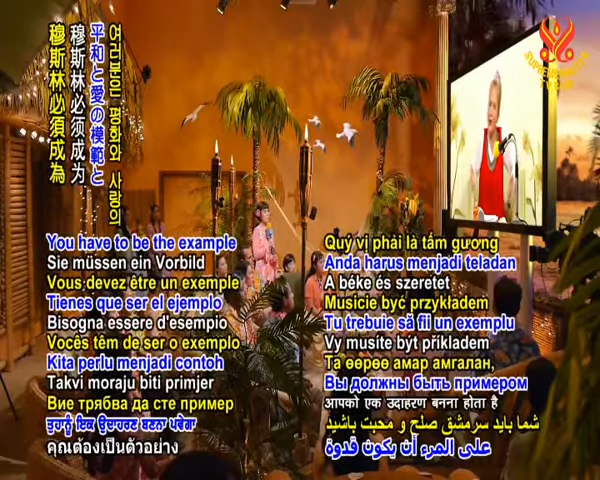 穆斯林必須成為
穆斯林必须成为
平和と愛の模範と
여러분은 평화와 사랑의
You have to be the example
Sie müssen ein Vorbild
Vous devez être un exemple
Tienes que ser el ejemplo
Bisogna essere d'esempio
Vocês têm de ser o exemplo
Kita perlu menjadi contoh
Takvi moraju biti primjer
Вие трябва да сте пример
ਤੁਹਾਨੂੰ ਇਕ ਉਦਾਹਰਣ ਬਣਨਾ ਪਵੇਗਾ
คุณต้องเป็นตัวอย่าง
Quý vị phải là tấm gương
Anda harus menjadi teladan
A béke és szeretet
Musicie być przykładem
Tu trebuie să fii un exemplu
Vy musíte být příkladem
Та өөрөө амар амгалан,
Вы должны быть примером
आपको एक उदाहरण बनना होता है
شما باید سرمشق صلح و محبت باشید
على المرء أن يكون قدوة